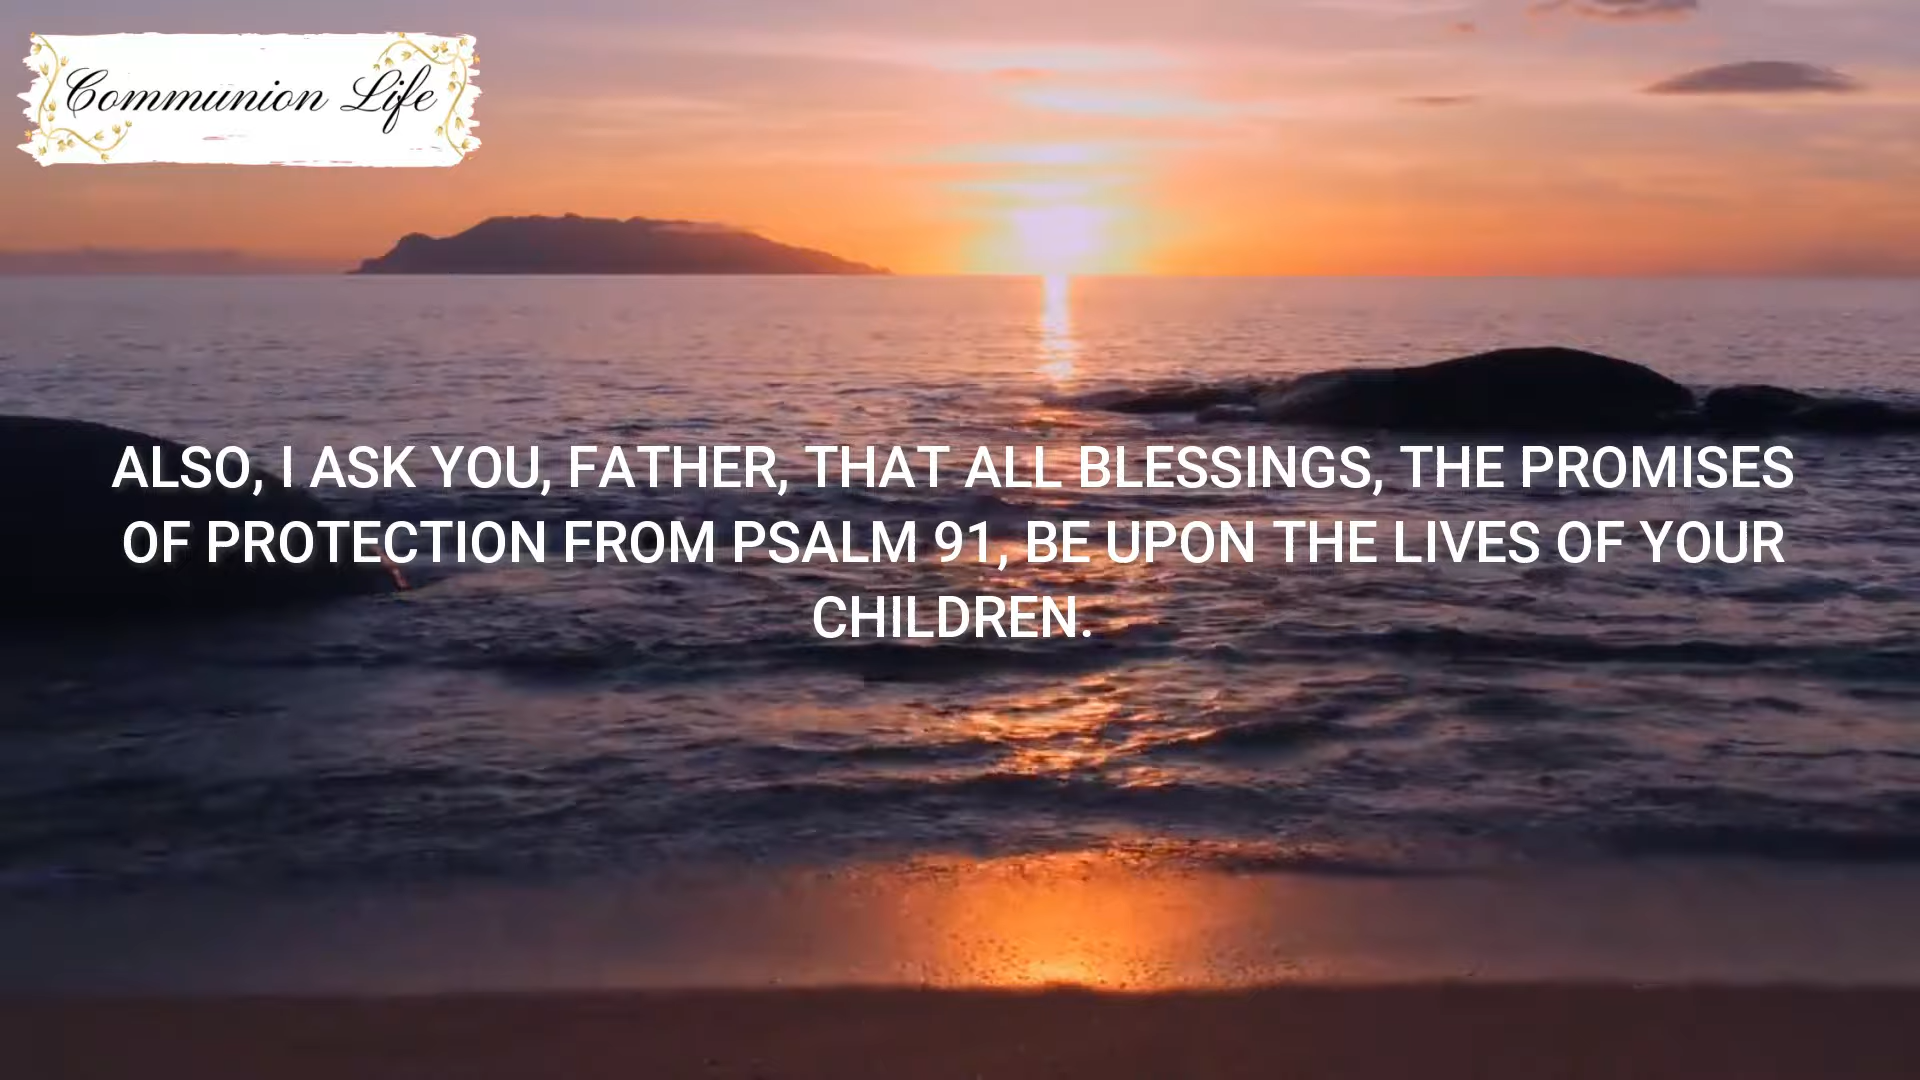 Communion Life
ALSO, I ASK YOU, FATHER, THAT ALL BLESSINGS, THE PROMISES
OF PROTECTION FROM PSALM 91, BE UPON THE LIVES OF YOUR
CHILDREN.